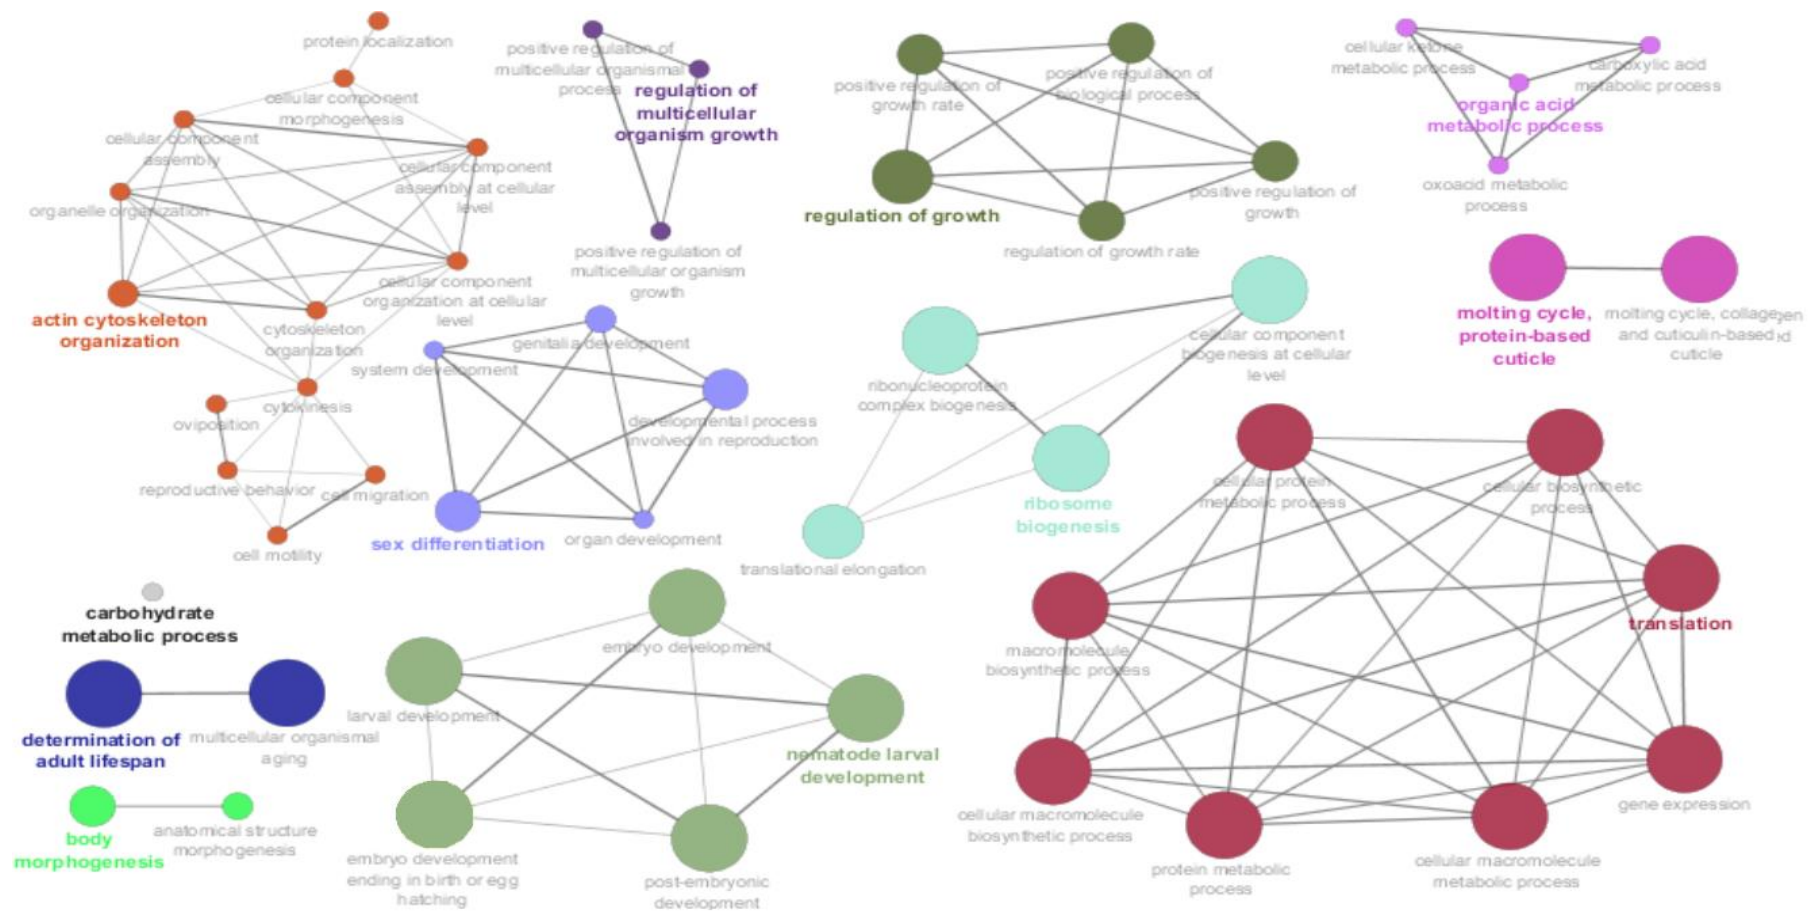 protein localization
cellular component
morphogenesis
cellular component
assembly
cellular component
assembly at cellular
level
organelle organization
cellular component
organization at cellular
level
actin cytoskeleton
organization
cytoskeleton
organization
cytokinesis
oviposition
reproductive behavior
cell migration
cell motility
positive regulation of
multicellular organismal
process
regulation of
multicellular
organism growth
positive regulation of
multicellular organism
growth
positive regulation of
growth rate
positive regulation of
biological process
regulation of growth
positive regulation of
growth
regulation of growth rate
cellular ketone
metabolic process
carboxylic acid
metabolic process
organic acid
metabolic process
oxoacid metabolic
process
molting cycle,
protein-based
cuticle
molting cycle, collagen
and cuticulin-based
cuticle
genitalia development
system development
developmental process
involved in reproduction
sex differentiation
organ development
cellular component
biogenesis at cellular
level
ribonucleoprotein
complex biogenesis
ribosome
biogenesis
translational elongation
cellular protein
metabolic process
cellular biosynthetic
process
translation
macromolecule
biosynthetic process
gene expression
cellular macromolecule
biosynthetic process
protein metabolic
process
cellular macromolecule
metabolic process
carbohydrate
metabolic process
determination of
adult lifespan
multicellular organismal
aging
body
morphogenesis
anatomical structure
morphogenesis
embryo development
larval development
nematode larval
development
embryo development
ending in birth or egg
hatching
post-embryonic
development